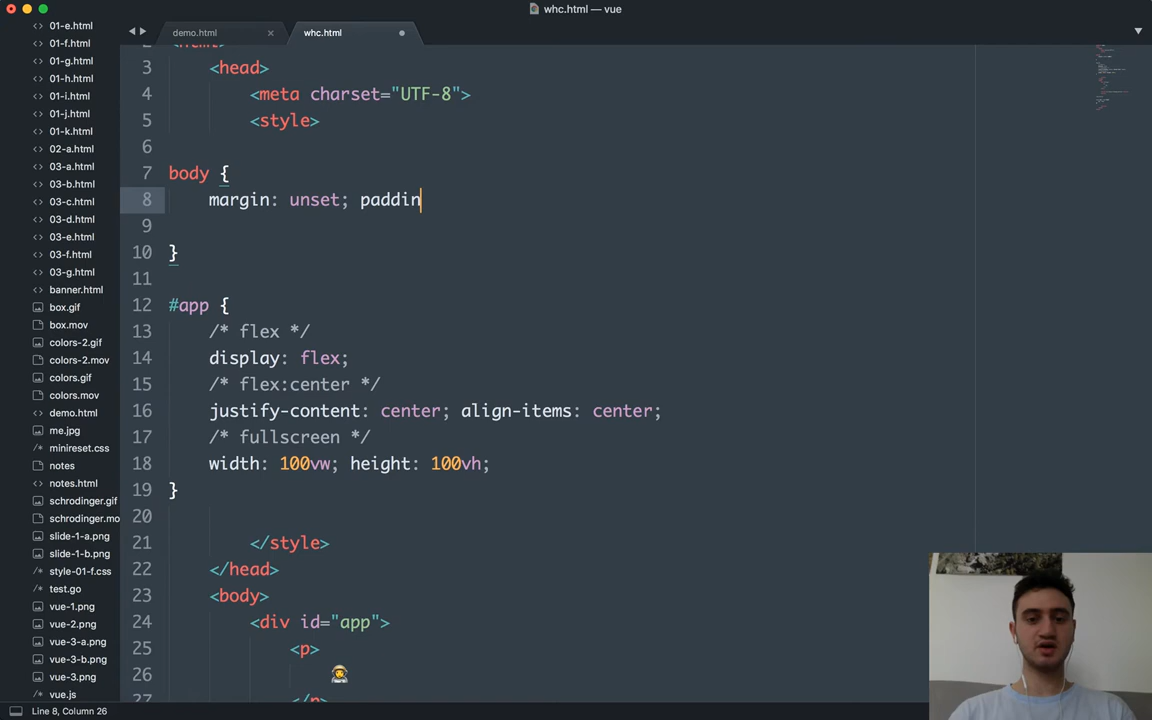 whc.html — vue
demo.html
whc.html
01-e.html
01-f.html
01-g.html
01-h.html
01-i.html
01-j.html
01-k.html
02-a.html
03-a.html
03-b.html
03-c.html
03-d.html
03-e.html
03-f.html
03-g.html
banner.html
box.gif
box.mov
colors-2.gif
colors-2.mov
colors.gif
colors.mov
demo.html
me.jpg
minireset.css
notes
notes.html
schrodinger.gif
schrodinger.mo
slide-1-a.png
slide-1-b.png
style-01-f.css
test.go
vue-1.png
vue-2.png
vue-3-a.png
vue-3-b.png
vue-3.png
vue.js
2 <html>
3 <head>
4 <meta charset="UTF-8">
5 <style>
6
7 body {
8 margin: unset; paddin
9
10 }
11
12 #app {
13 /* flex */
14 display: flex;
15 /* flex:center */
16 justify-content: center; align-items: center;
17 /* fullscreen */
18 width: 100vw; height: 100vh;
19 }
20
21 </style>
22 </head>
23 <body>
24 <div id="app">
25 <p>
26
27 </p>
Line 8, Column 26